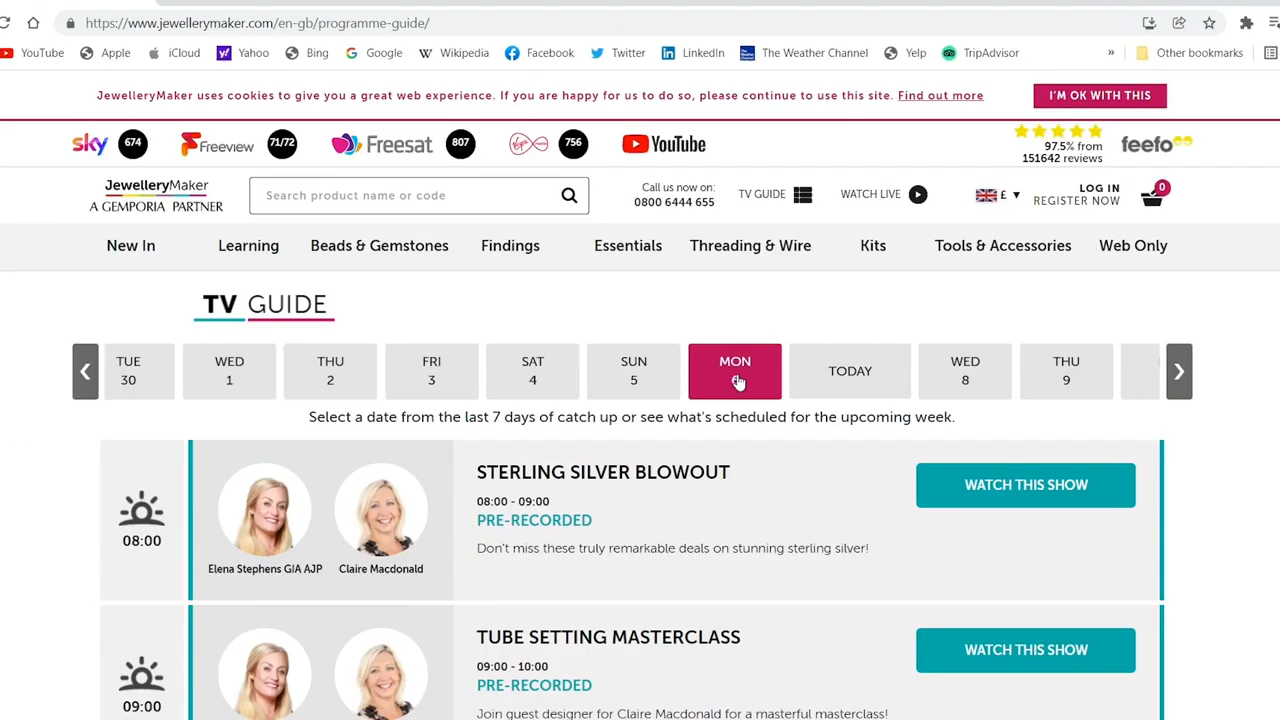 https://www.jewellerymaker.com/en-gb/programme-guide/
YouTube Apple iCloud Yahoo Bing Google Wikipedia Facebook Twitter LinkedIn The Weather Channel Yelp TripAdvisor » Other bookmarks
JewelleryMaker uses cookies to give you a great web experience. If you are happy for us to do so, please continue to use this site. Find out more I'M OK WITH THIS
sky 674 Freeview 71/72 Freesat 807 756 YouTube
97.5% from
151642 reviews
feefo
JewelleryMaker
A GEMPORIA PARTNER
Search product name or code
Call us now on:
0800 6444 655
TV GUIDE WATCH LIVE £ ▼
LOG IN
REGISTER NOW
0
New In Learning Beads & Gemstones Findings Essentials Threading & Wire Kits Tools & Accessories Web Only
TV GUIDE
TUE
30
WED
1
THU
2
FRI
3
SAT
4
SUN
5
MON
TODAY
WED
8
THU
9
Select a date from the last 7 days of catch up or see what's scheduled for the upcoming week.
08:00
Elena Stephens GIA AJP Claire Macdonald
STERLING SILVER BLOWOUT
08:00 - 09:00
PRE-RECORDED
Don't miss these truly remarkable deals on stunning sterling silver!
WATCH THIS SHOW
09:00
TUBE SETTING MASTERCLASS
09:00 - 10:00
PRE-RECORDED
Join guest designer for Claire Macdonald for a masterful masterclass!
WATCH THIS SHOW